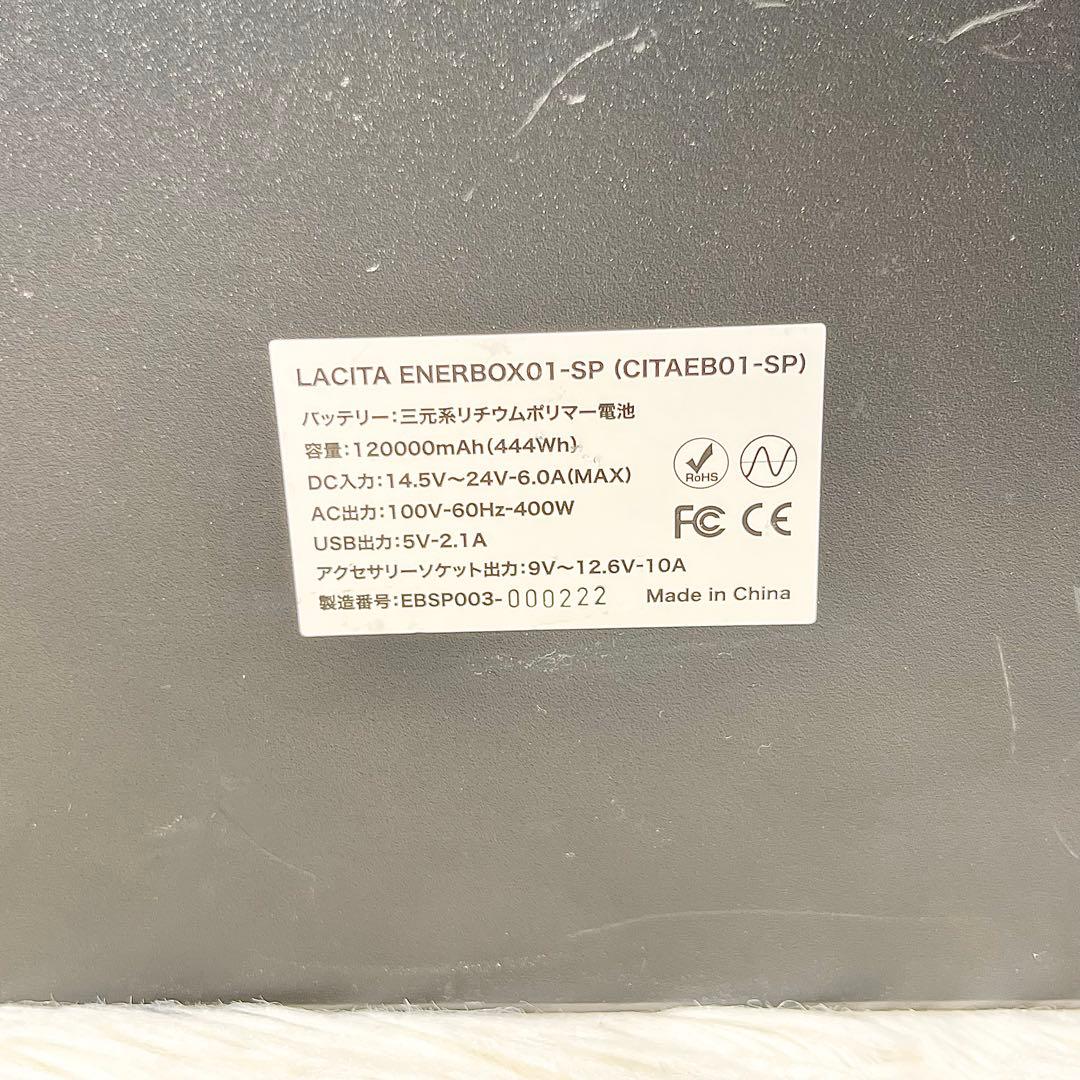 LACITA ENERBOX01-SP (CITAEB01-SP)
バッテリー:三元系リチウムポリマー電池
容量:120000mAh(444Wh)
DC入力:14.5V～24V-6.0A(MAX)
AC出力:100V-60Hz-400W
USB出力:5V-2.1A
アクセサリーソケット出力:9V～12.6V-10A
製造番号:EBSP003-000222
RoHS
FC CE
Made in China